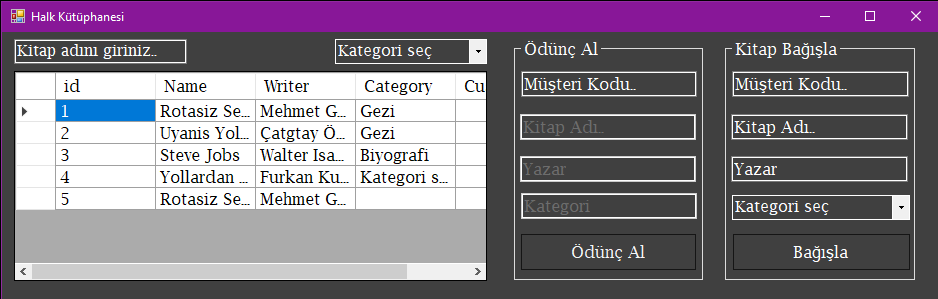 Halk Kütüphanesi
Kitap adını giriniz..
Kategori seç
id Name Writer Category Cu
1 Rotasiz Se... Mehmet G... Gezi
2 Uyanis Yol... Çatgtay Ö... Gezi
3 Steve Jobs Walter Isa... Biyografi
4 Yollardan ... Furkan Ku... Kategori s...
5 Rotasiz Se... Mehmet G...
Ödünç Al
Müşteri Kodu..
Kitap Adı..
Yazar
Kategori
Ödünç Al
Kitap Bağışla
Müşteri Kodu..
Kitap Adı..
Yazar
Kategori seç
Bağışla